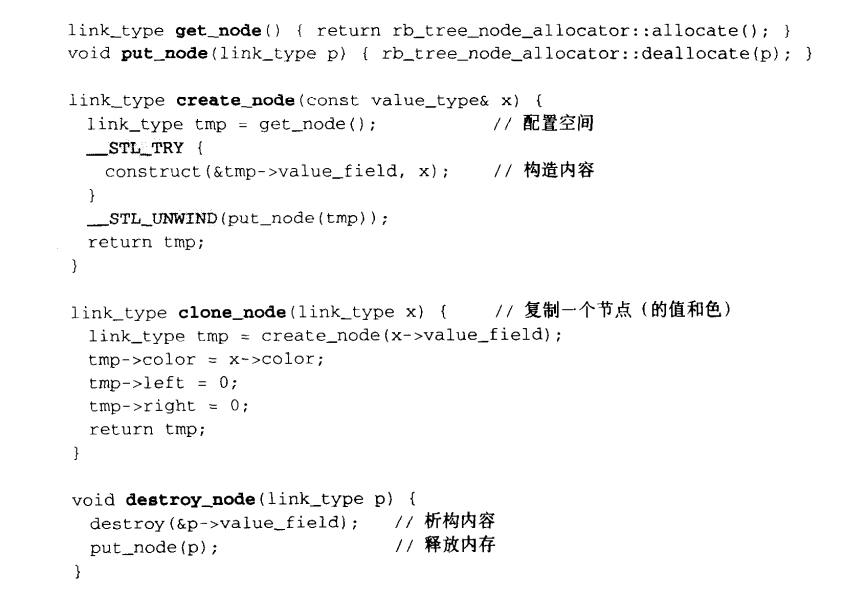 link_type get_node() { return rb_tree_node_allocator::allocate(); }
void put_node(link_type p) { rb_tree_node_allocator::deallocate(p); }
link_type create_node(const value_type& x) {
link_type tmp = get_node(); // 配置空间
__STL_TRY {
construct(&tmp->value_field, x); // 构造内容
}
__STL_UNWIND(put_node(tmp));
return tmp;
}
link_type clone_node(link_type x) { // 复制一个节点（的值和色）
link_type tmp = create_node(x->value_field);
tmp->color = x->color;
tmp->left = 0;
tmp->right = 0;
return tmp;
}
void destroy_node(link_type p) {
destroy(&p->value_field); // 析构内容
put_node(p); // 释放内存
}